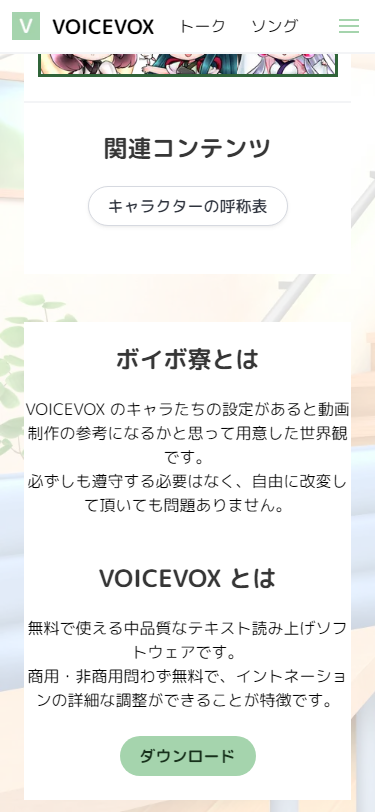 V VOICEVOX トーク ソング
関連コンテンツ
キャラクターの呼称表
ボイボ寮とは
VOICEVOX のキャラたちの設定があると動画
制作の参考になるかと思って用意した世界観
です。
必ずしも遵守する必要はなく、自由に改変し
て頂いても問題ありません。
VOICEVOX とは
無料で使える中品質なテキスト読み上げソフ
トウェアです。
商用・非商用問わず無料で、イントネーショ
ンの詳細な調整ができることが特徴です。
ダウンロード